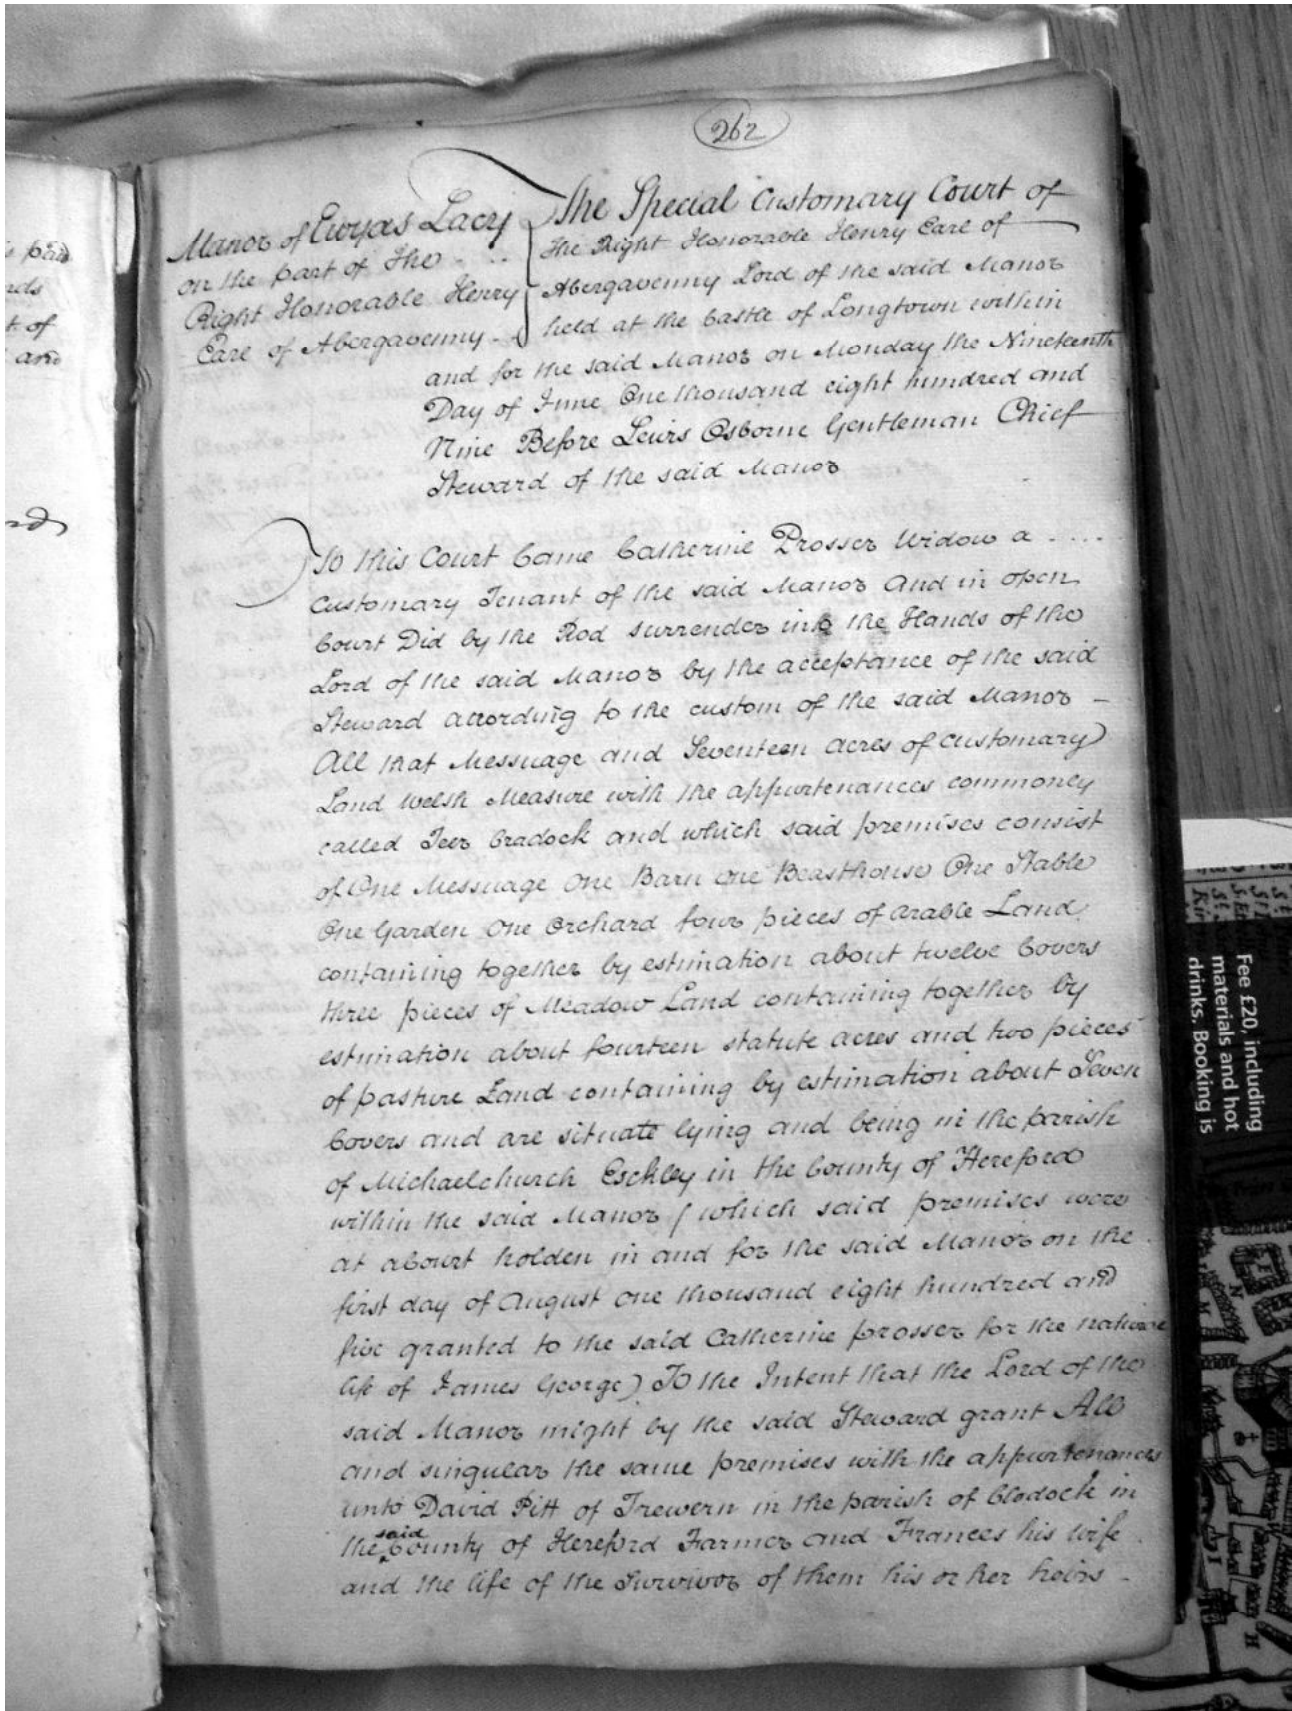 262
Manor of Ewyas Lacy
on the part of the
Right Honorable Henry
Earl of Abergavenny
The Special Customary Court of
the Right Honorable Henry Earl of
Abergavenny Lord of the said Manor
held at the Castle of Longtown within
and for the said Manor on Monday the Nineteenth
Day of June One thousand eight hundred and
Nine Before Lewis Osborne Gentleman Chief
Steward of the said Manor
To this Court Came Catherine Prosser Widow a ....
customary Tenant of the said Manor And in open
Court Did by the Rod surrender into the Hands of the
Lord of the said Manor by the acceptance of the said
Steward according to the custom of the said Manor –
All that Messuage and Seventeen acres of customary
Land Welsh Measure with the appurtenances commonly
called Teer Cradock and which said premises consist
of One Messuage One Barn one Beasthouse One Stable
One Garden One Orchard four pieces of arable Land
containing together by estimation about twelve Covers
three pieces of Meadow Land containing together by
estimation about fourteen statute acres and two pieces
of pasture Land containing by estimation about Seven
Covers and are situate lying and being in the parish
of Michaelchurch Eskley in the County of Hereford
within the said Manor (which said premises were
at a Court holden in and for the said Manor on the
first day of August one thousand eight hundred and
five granted to the said Catherine prosser for the nature
life of James George) To the Intent that the Lord of the
said Manor might by the said Steward grant All
and singular the same premises with the appurtenances
unto David Pitt of Trewern in the parish of Clodock in
the said County of Hereford Farmer and Frances his wife
and the life of the Survivor of them his or her heirs –
s paid
nds
t of
and
rd
Fee £20, including
materials and hot
drinks. Booking is